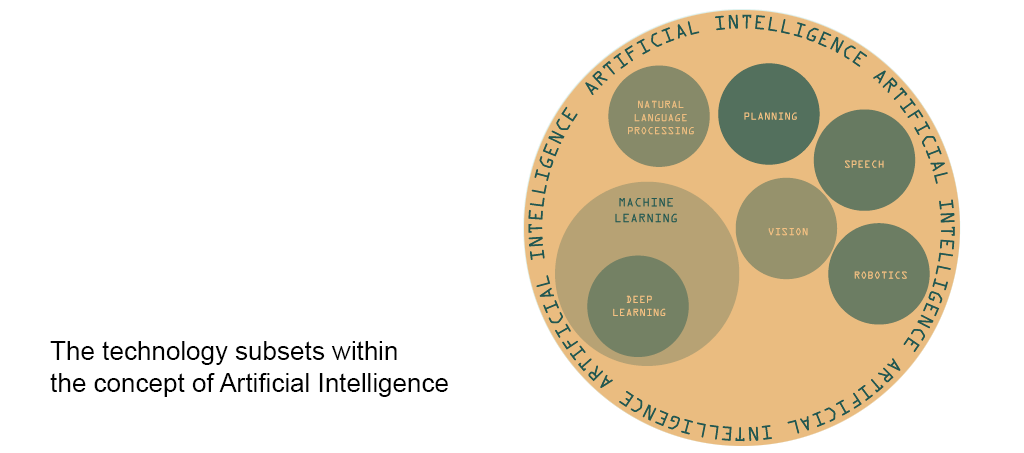 ARTIFICIAL INTELLIGENCE ARTIFICIAL INTELLIGENCE ARTIFICIAL INTELLIGENCE ARTIFICIAL INTELLIGENCE
NATURAL
LANGUAGE
PROCESSING
PLANNING
SPEECH
MACHINE
LEARNING
VISION
ROBOTICS
DEEP
LEARNING
The technology subsets within
the concept of Artificial Intelligence